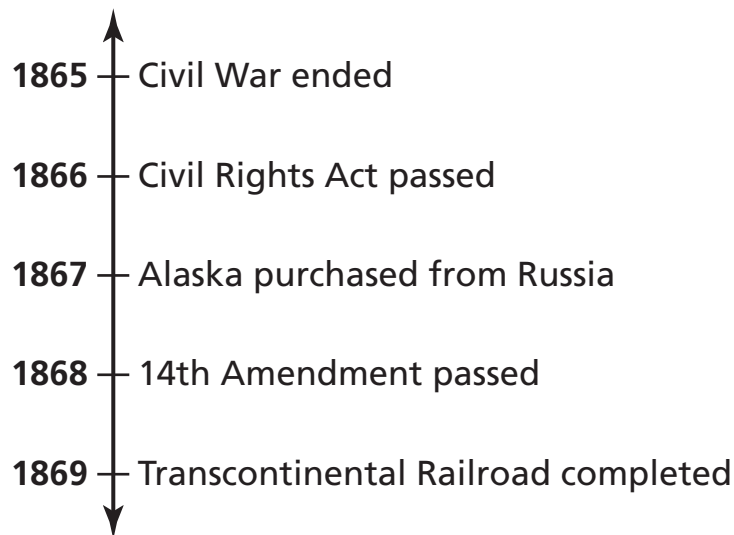 1865 Civil War ended
1866 Civil Rights Act passed
1867 Alaska purchased from Russia
1868 14th Amendment passed
1869 Transcontinental Railroad completed